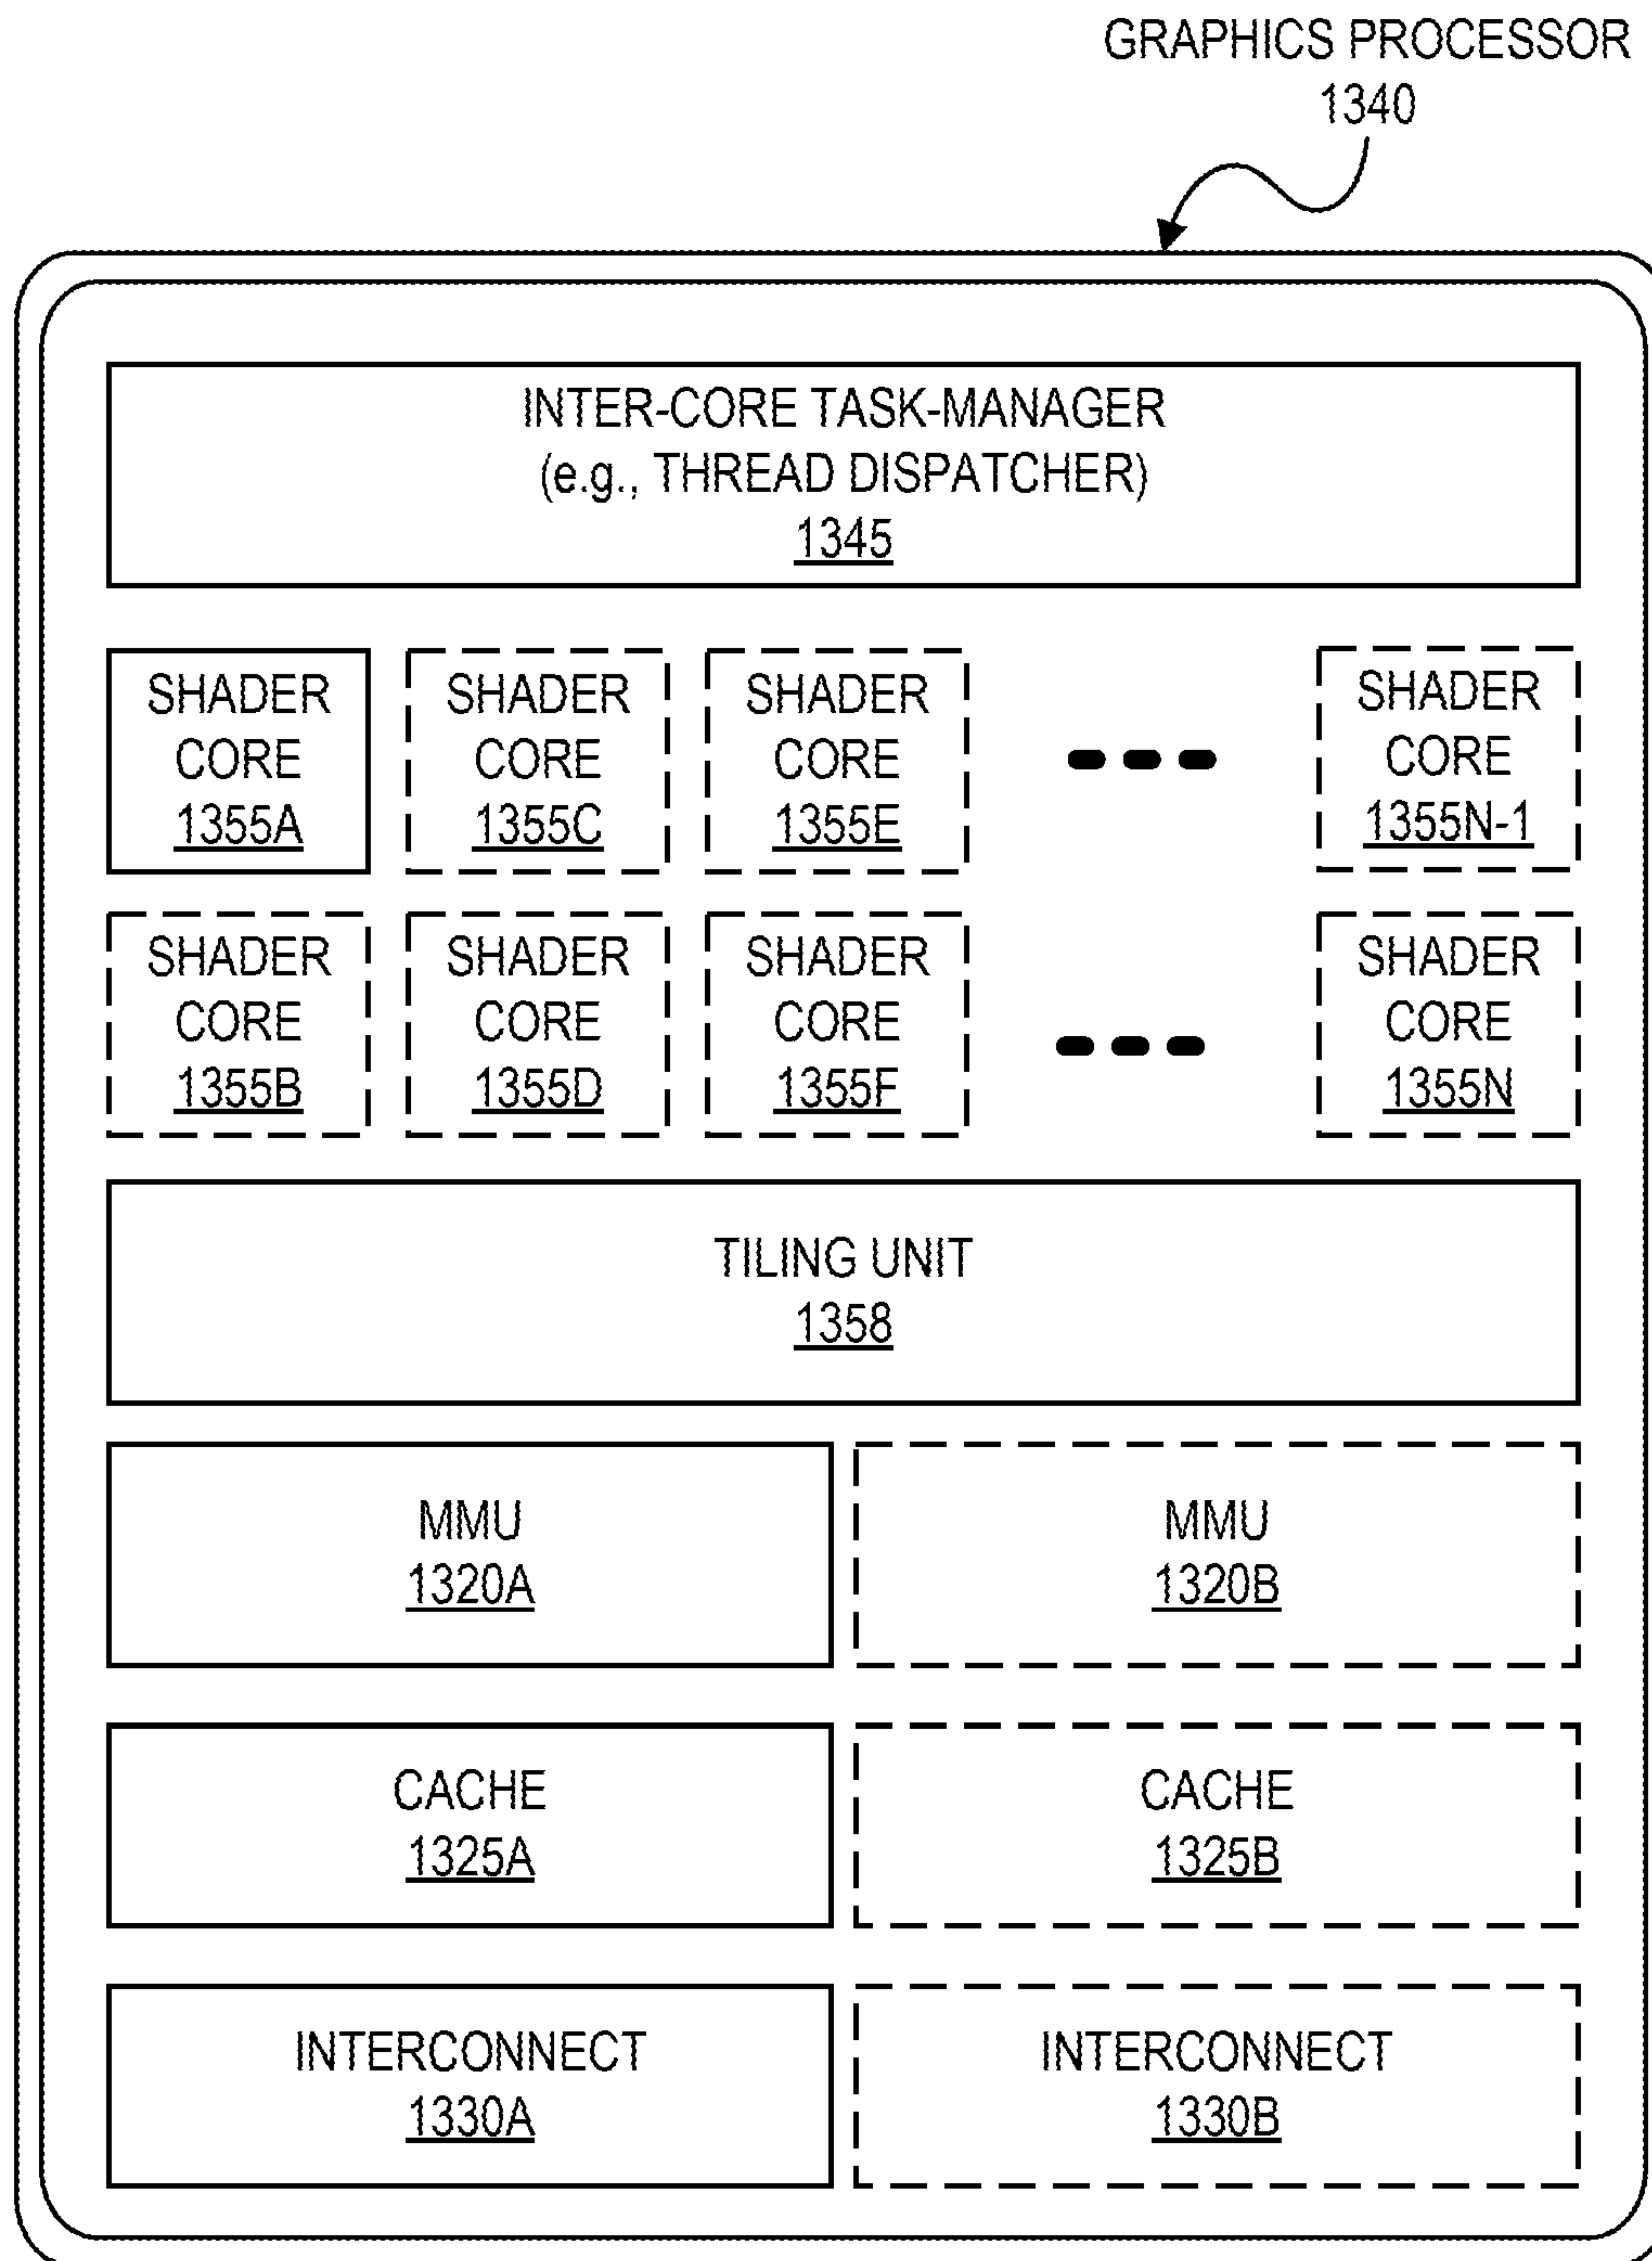 GRAPHICS PROCESSOR
1340
INTER-CORE TASK-MANAGER
(e.g., THREAD DISPATCHER)
1345
SHADER
CORE
1355A
SHADER
CORE
1355C
SHADER
CORE
1355E
SHADER
CORE
1355N-1
SHADER
CORE
1355B
SHADER
CORE
1355D
SHADER
CORE
1355F
SHADER
CORE
1355N
TILING UNIT
1358
MMU
1320A
MMU
1320B
CACHE
1325A
CACHE
1325B
INTERCONNECT
1330A
INTERCONNECT
1330B